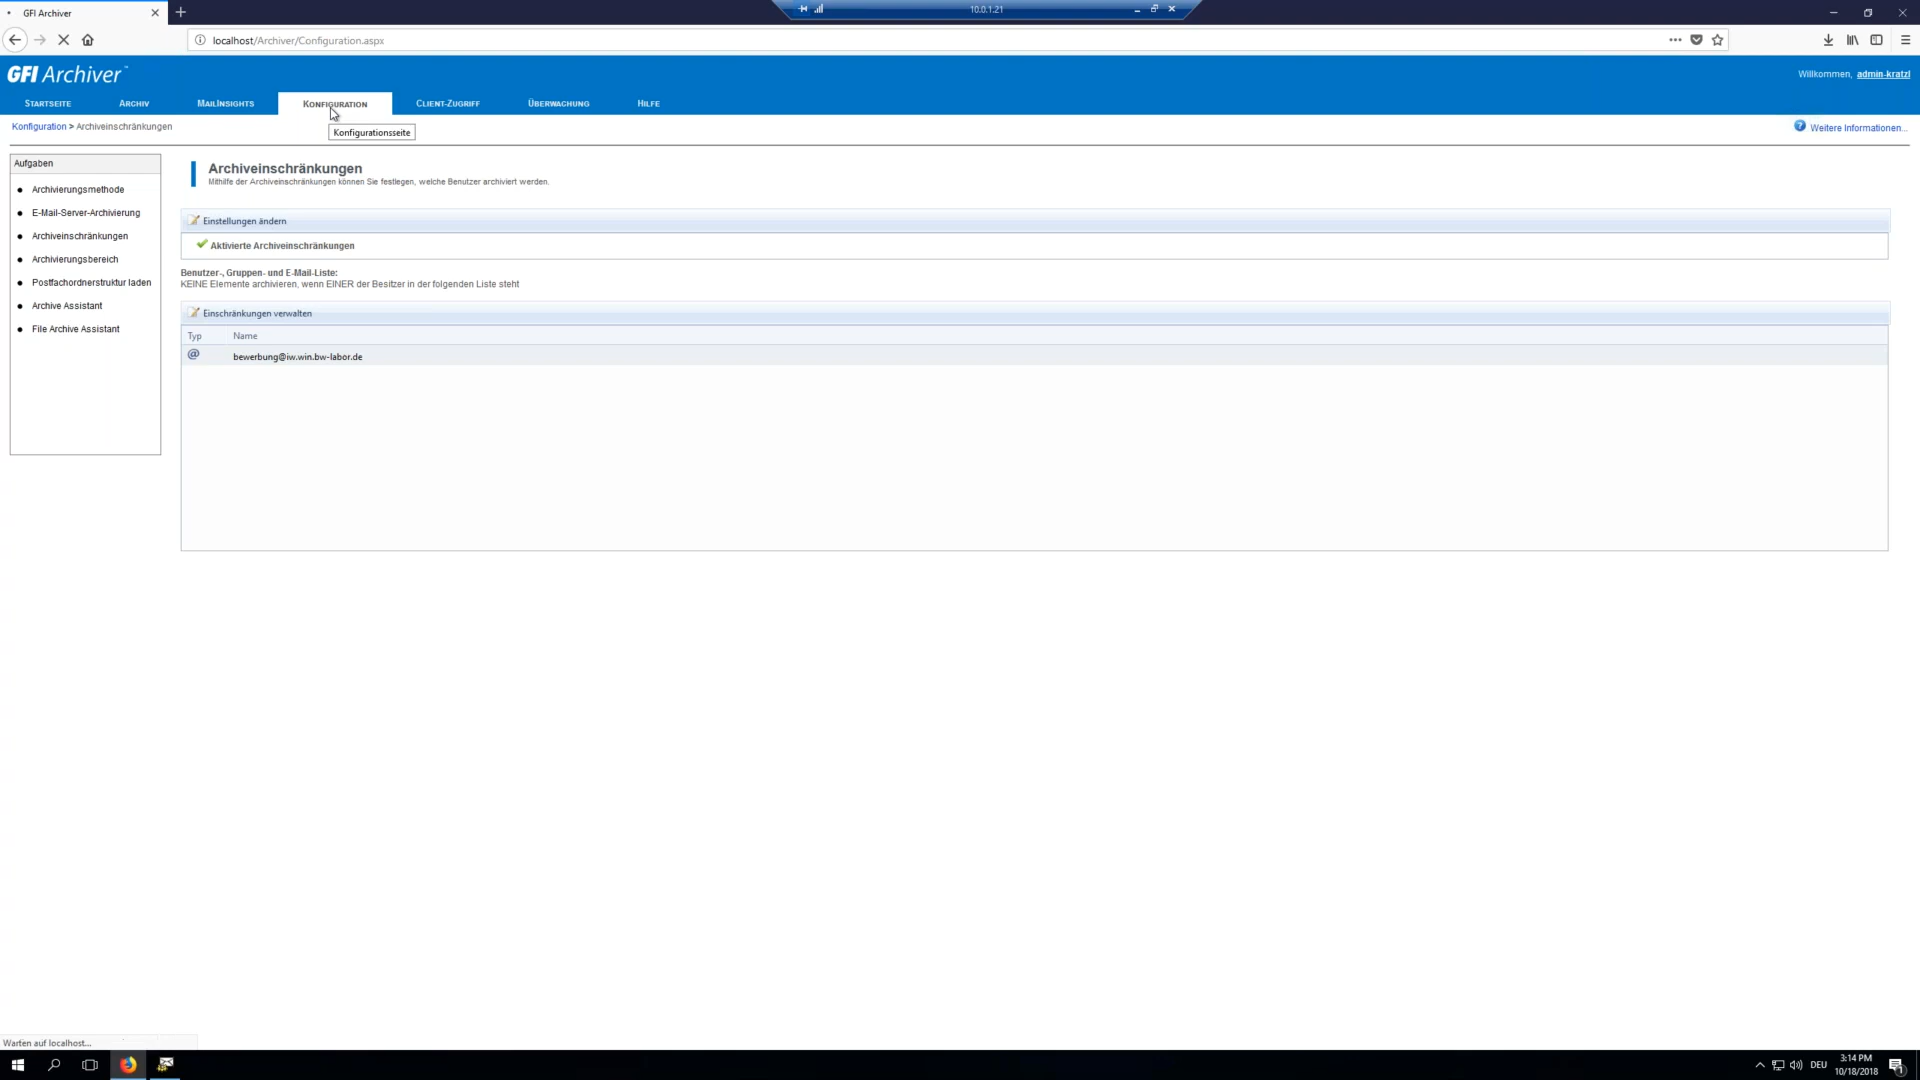 GFI Archiver
10.0.1.21
localhost/Archiver/Configuration.aspx
GFI Archiver™
Willkommen, admin-kratzl
STARTSEITE
ARCHIV
MAILINSIGHTS
KONFIGURATION
CLIENT-ZUGRIFF
ÜBERWACHUNG
HILFE
Konfiguration > Archiveinschränkungen
Konfigurationsseite
Weitere Informationen...
Aufgaben
Archivierungsmethode
E-Mail-Server-Archivierung
Archiveinschränkungen
Archivierungsbereich
Postfachordnerstruktur laden
Archive Assistant
File Archive Assistant
Archiveinschränkungen
Mithilfe der Archiveinschränkungen können Sie festlegen, welche Benutzer archiviert werden.
Einstellungen ändern
Aktivierte Archiveinschränkungen
Benutzer-, Gruppen- und E-Mail-Liste:
KEINE Elemente archivieren, wenn EINER der Besitzer in der folgenden Liste steht
Einschränkungen verwalten
Typ Name
@ bewerbung@iw.win.bw-labor.de
Warten auf localhost...
DEU
3:14 PM
10/18/2018